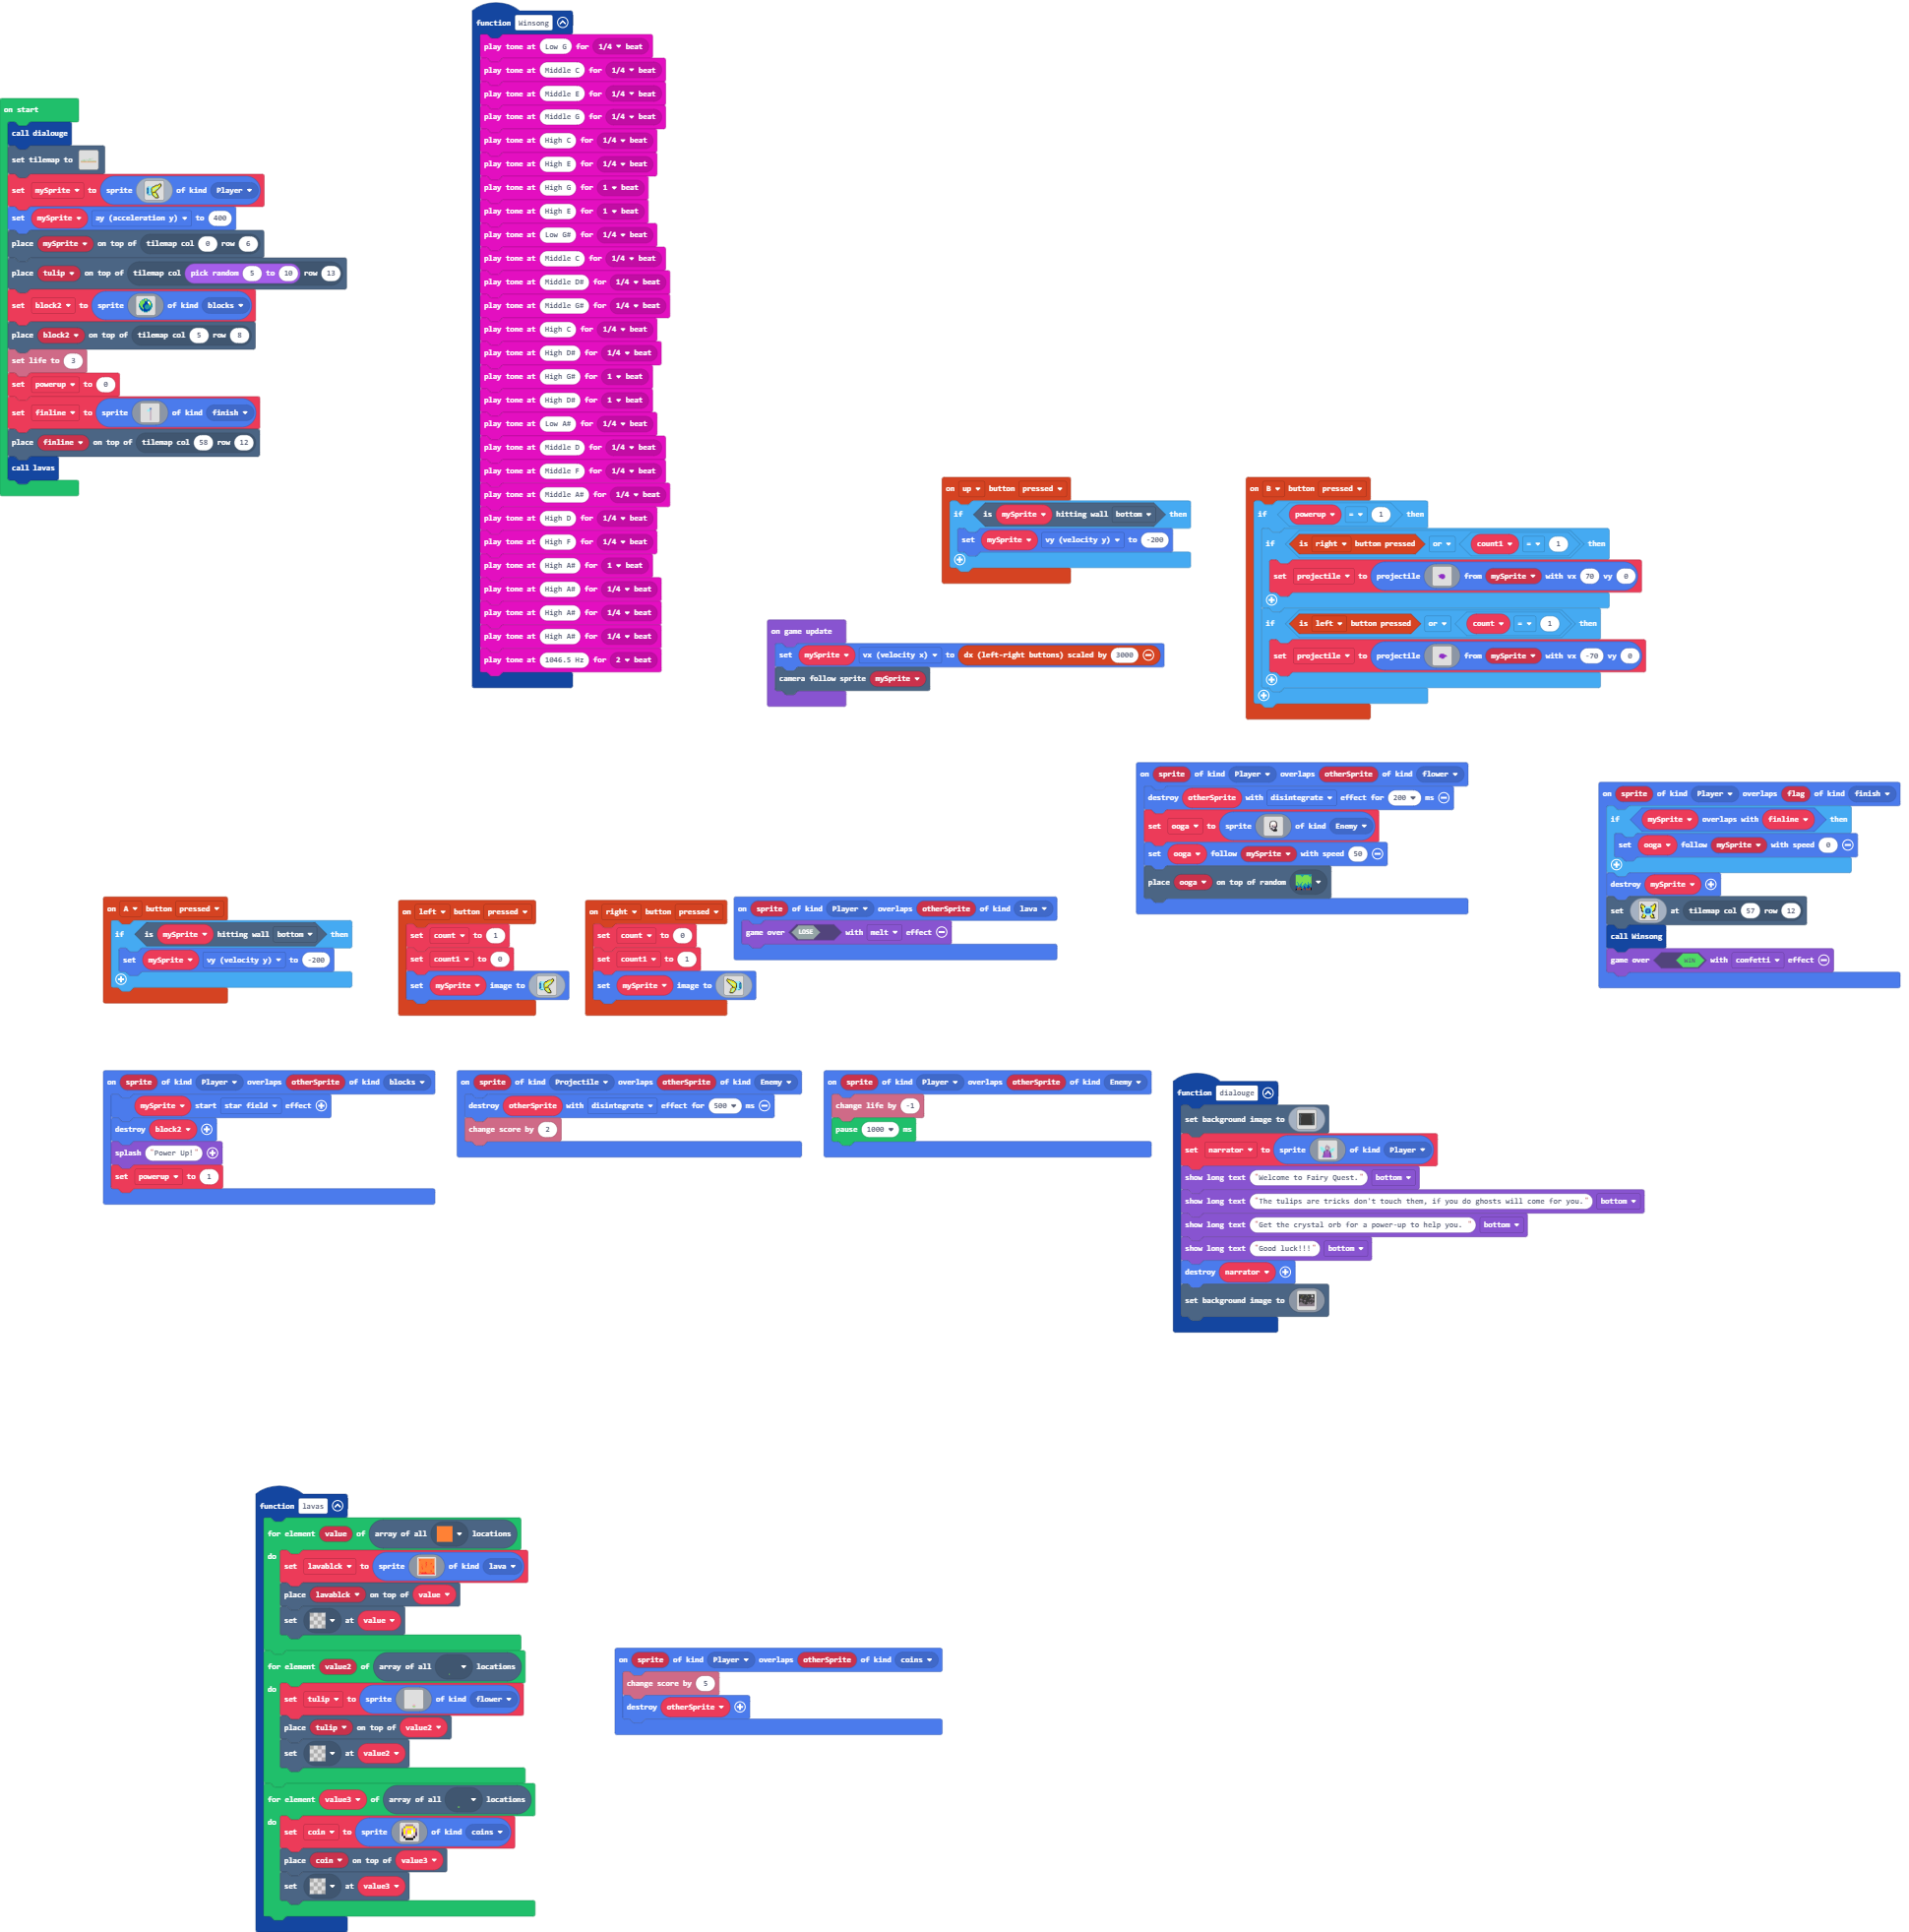 function Winsong
play tone at Low G for 1/4 beat
play tone at Middle C for 1/4 beat
play tone at Middle E for 1/4 beat
play tone at Middle G for 1/4 beat
play tone at High C for 1/4 beat
play tone at High E for 1/4 beat
play tone at High G for 1 beat
play tone at High E for 1 beat
play tone at Low G# for 1/4 beat
play tone at Middle C for 1/4 beat
play tone at Middle D# for 1/4 beat
play tone at Middle G# for 1/4 beat
play tone at High C for 1/4 beat
play tone at High D# for 1/4 beat
play tone at High G# for 1 beat
play tone at High D# for 1 beat
play tone at Low A# for 1/4 beat
play tone at Middle D for 1/4 beat
play tone at Middle F for 1/4 beat
play tone at Middle A# for 1/4 beat
play tone at High D for 1/4 beat
play tone at High F for 1/4 beat
play tone at High A# for 1 beat
play tone at High A# for 1/4 beat
play tone at High A# for 1/4 beat
play tone at High A# for 1/4 beat
play tone at 1046.5 Hz for 2 beat
on start
call dialouge
set tilemap to
set mySprite to sprite of kind Player
set mySprite ay (acceleration y) to 400
place mySprite on top of tilemap col 0 row 6
place tulip on top of tilemap col pick random 5 to 10 row 13
set block2 to sprite of kind blocks
place block2 on top of tilemap col 5 row 8
set life to 3
set powerup to 0
set finline to sprite of kind finish
place finline on top of tilemap col 58 row 12
call lavas
on up button pressed
if is mySprite hitting wall bottom then
set mySprite vy (velocity y) to -200
on B button pressed
if powerup = 1 then
if is right button pressed or count1 = 1 then
set projectile to projectile from mySprite with vx 70 vy 0
if is left button pressed or count = 1 then
set projectile to projectile from mySprite with vx -70 vy 0
on game update
set mySprite vx (velocity x) to dx (left-right buttons) scaled by 3000
camera follow sprite mySprite
on sprite of kind Player overlaps otherSprite of kind flower
destroy otherSprite with disintegrate effect for 200 ms
set ooga to sprite of kind Enemy
set ooga follow mySprite with speed 50
place ooga on top of random
on sprite of kind Player overlaps flag of kind finish
if mySprite overlaps with finline then
set ooga follow mySprite with speed 0
destroy mySprite
set at tilemap col 57 row 12
call Winsong
game over WIN with confetti effect
on A button pressed
if is mySprite hitting wall bottom then
set mySprite vy (velocity y) to -200
on left button pressed
set count to 1
set count1 to 0
set mySprite image to
on right button pressed
set count to 0
set count1 to 1
set mySprite image to
on sprite of kind Player overlaps otherSprite of kind lava
game over LOSE with melt effect
on sprite of kind Player overlaps otherSprite of kind blocks
mySprite start star field effect
destroy block2
splash "Power Up!"
set powerup to 1
on sprite of kind Projectile overlaps otherSprite of kind Enemy
destroy otherSprite with disintegrate effect for 500 ms
change score by 2
on sprite of kind Player overlaps otherSprite of kind Enemy
change life by -1
pause 1000 ms
function dialouge
set background image to
set narrator to sprite of kind Player
show long text "Welcome to Fairy Quest." bottom
show long text "The tulips are tricks don't touch them, if you do ghosts will come for you." bottom
show long text "Get the crystal orb for a power-up to help you. " bottom
show long text "Good luck!!!" bottom
destroy narrator
set background image to
function lavas
for element value of array of all locations
do
set lavablck to sprite of kind lava
place lavablck on top of value
set at value
for element value2 of array of all locations
do
set tulip to sprite of kind flower
place tulip on top of value2
set at value2
for element value3 of array of all locations
do
set coin to sprite of kind coins
place coin on top of value3
set at value3
on sprite of kind Player overlaps otherSprite of kind coins
change score by 5
destroy otherSprite